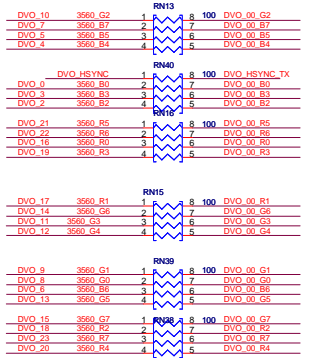 RN13
DVO_10 3560_G2 1 8 100 DVO_00_G2
DVO_7 3560_B7 2 7 DVO_00_B7
DVO_5 3560_B5 3 6 DVO_00_B5
DVO_4 3560_B4 4 5 DVO_00_B4
RN40
DVO_HSYNC 1 8 100 DVO_HSYNC_TX
DVO_0 3560_B0 2 7 DVO_00_B0
DVO_3 3560_B3 3 6 DVO_00_B3
DVO_2 3560_B2 4 5 DVO_00_B2
RN16
DVO_21 3560_R5 1 8 100 DVO_00_R5
DVO_22 3560_R6 2 7 DVO_00_R6
DVO_16 3560_R0 3 6 DVO_00_R0
DVO_19 3560_R3 4 5 DVO_00_R3
RN15
DVO_17 3560_R1 1 8 100 DVO_00_R1
DVO_14 3560_G6 2 7 DVO_00_G6
DVO_11 3560_G3 3 6 DVO_00_G3
DVO_12 3560_G4 4 5 DVO_00_G4
RN39
DVO_9 3560_G1 1 8 100 DVO_00_G1
DVO_8 3560_G0 2 7 DVO_00_G0
DVO_6 3560_B6 3 6 DVO_00_B6
DVO_13 3560_G5 4 5 DVO_00_G5
RN38
DVO_15 3560_G7 1 8 100 DVO_00_G7
DVO_18 3560_R2 2 7 DVO_00_R2
DVO_23 3560_R7 3 6 DVO_00_R7
DVO_20 3560_R4 4 5 DVO_00_R4